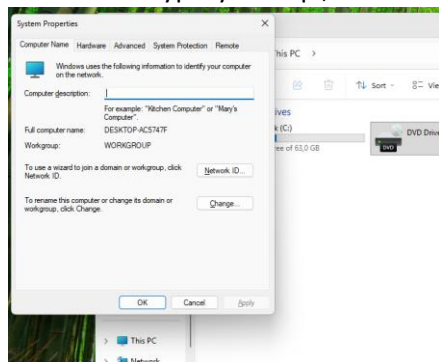 System Properties
Computer Name Hardware Advanced System Protection Remote
Windows uses the following information to identify your computer
on the network.
Computer description:
For example: "Kitchen Computer" or "Mary's
Computer".
Full computer name: DESKTOP-AC5747F
Workgroup: WORKGROUP
To use a wizard to join a domain or workgroup, click
Network ID.
Network ID...
To rename this computer or change its domain or
workgroup, click Change.
Change...
OK Cancel Apply
his PC >
Sort
Vie
ives
k (C:)
ee of 63,0 GB
DVD Drive
DVD
This PC
Network